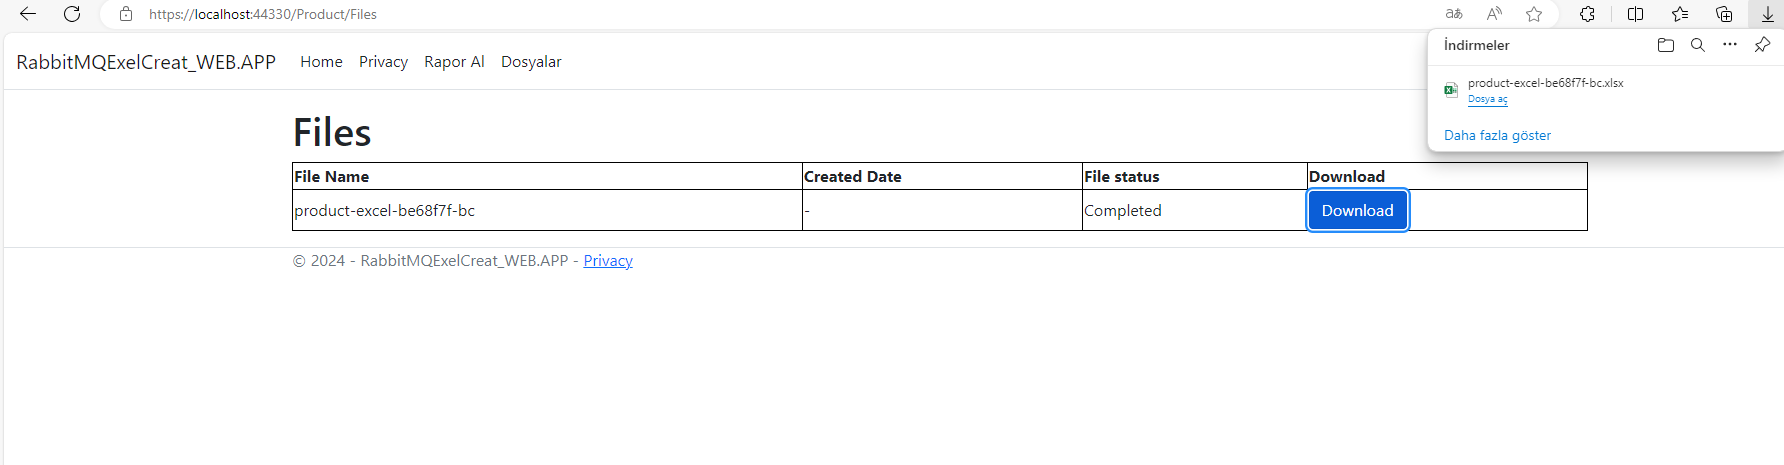 https://localhost:44330/Product/Files
İndirmeler
product-excel-be68f7f-bc.xlsx
Dosya aç
Daha fazla göster
RabbitMQExelCreat_WEB.APP Home Privacy Rapor Al Dosyalar
Files
File Name Created Date File status Download
product-excel-be68f7f-bc - Completed Download
© 2024 - RabbitMQExelCreat_WEB.APP - Privacy